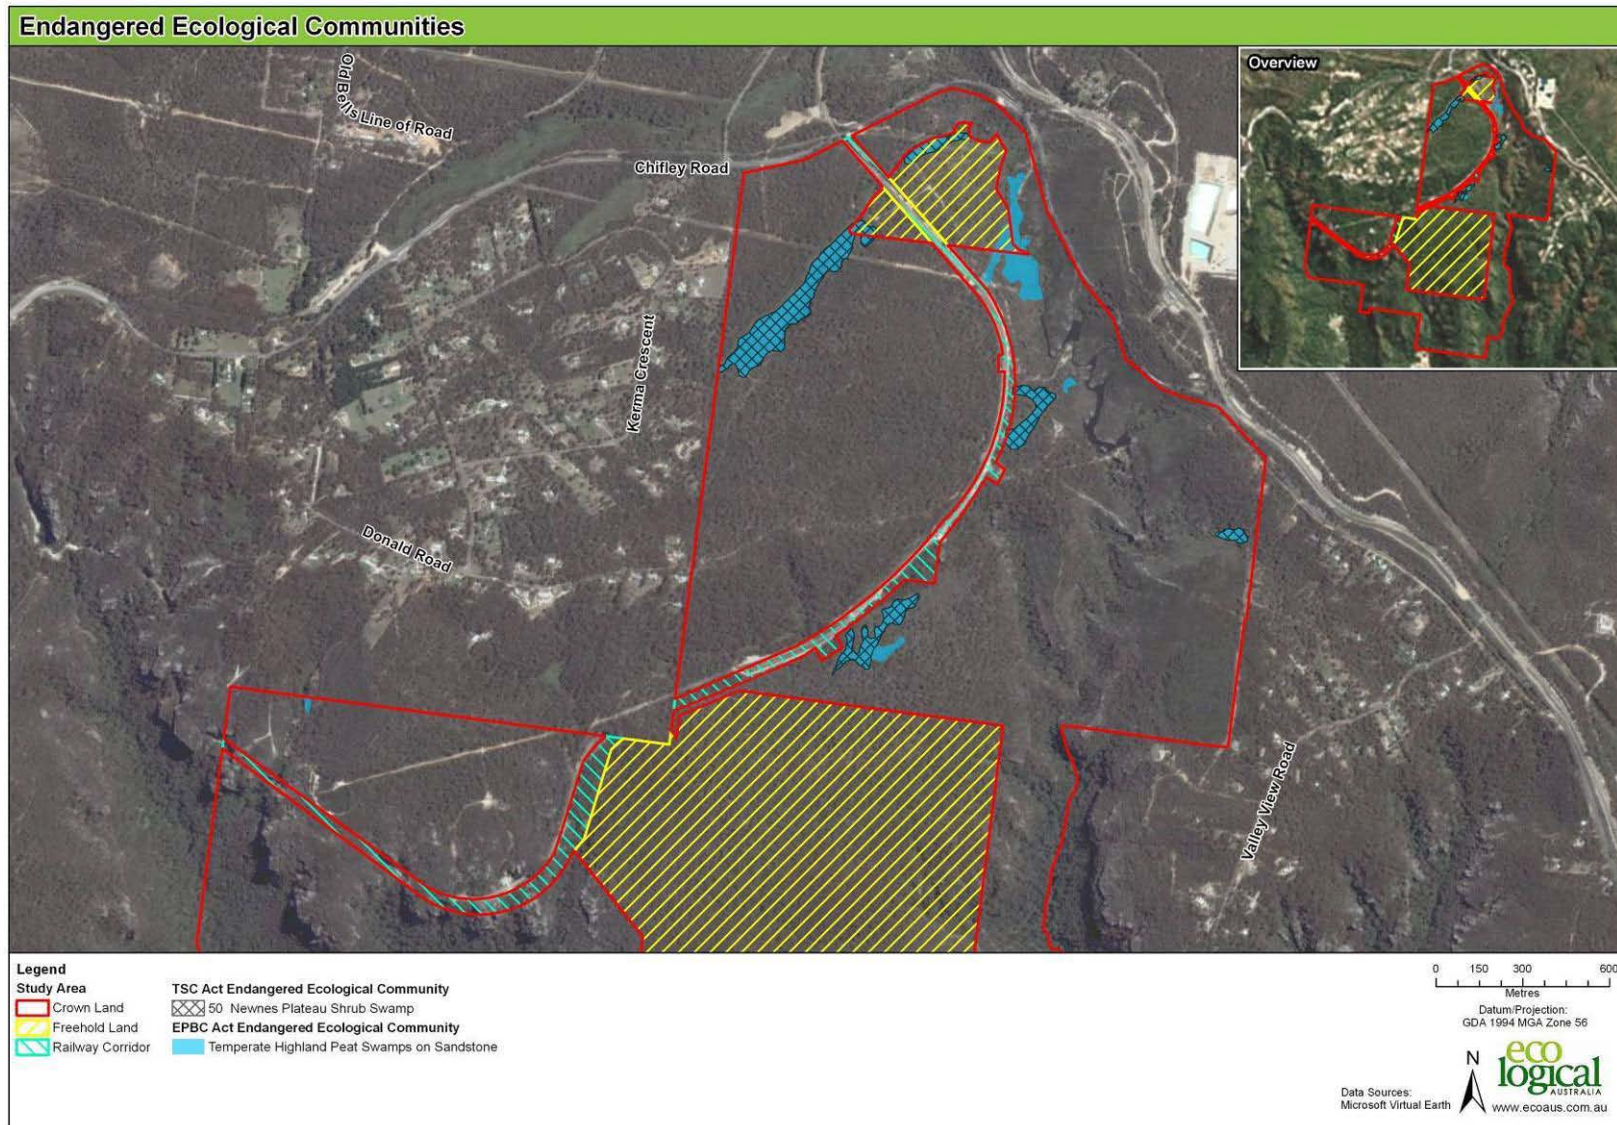 Endangered Ecological Communities
Overview
Old Bells Line of Road
Chifley Road
Kerma Crescent
Donald Road
Valley View Road
Legend
Study Area
Crown Land
Freehold Land
Railway Corridor
TSC Act Endangered Ecological Community
50 Newnes Plateau Shrub Swamp
EPBC Act Endangered Ecological Community
Temperate Highland Peat Swamps on Sandstone
0 150 300 600
Metres
Datum/Projection:
GDA 1994 MGA Zone 56
N
eco
logical
AUSTRALIA
Data Sources:
Microsoft Virtual Earth
www.ecoaus.com.au